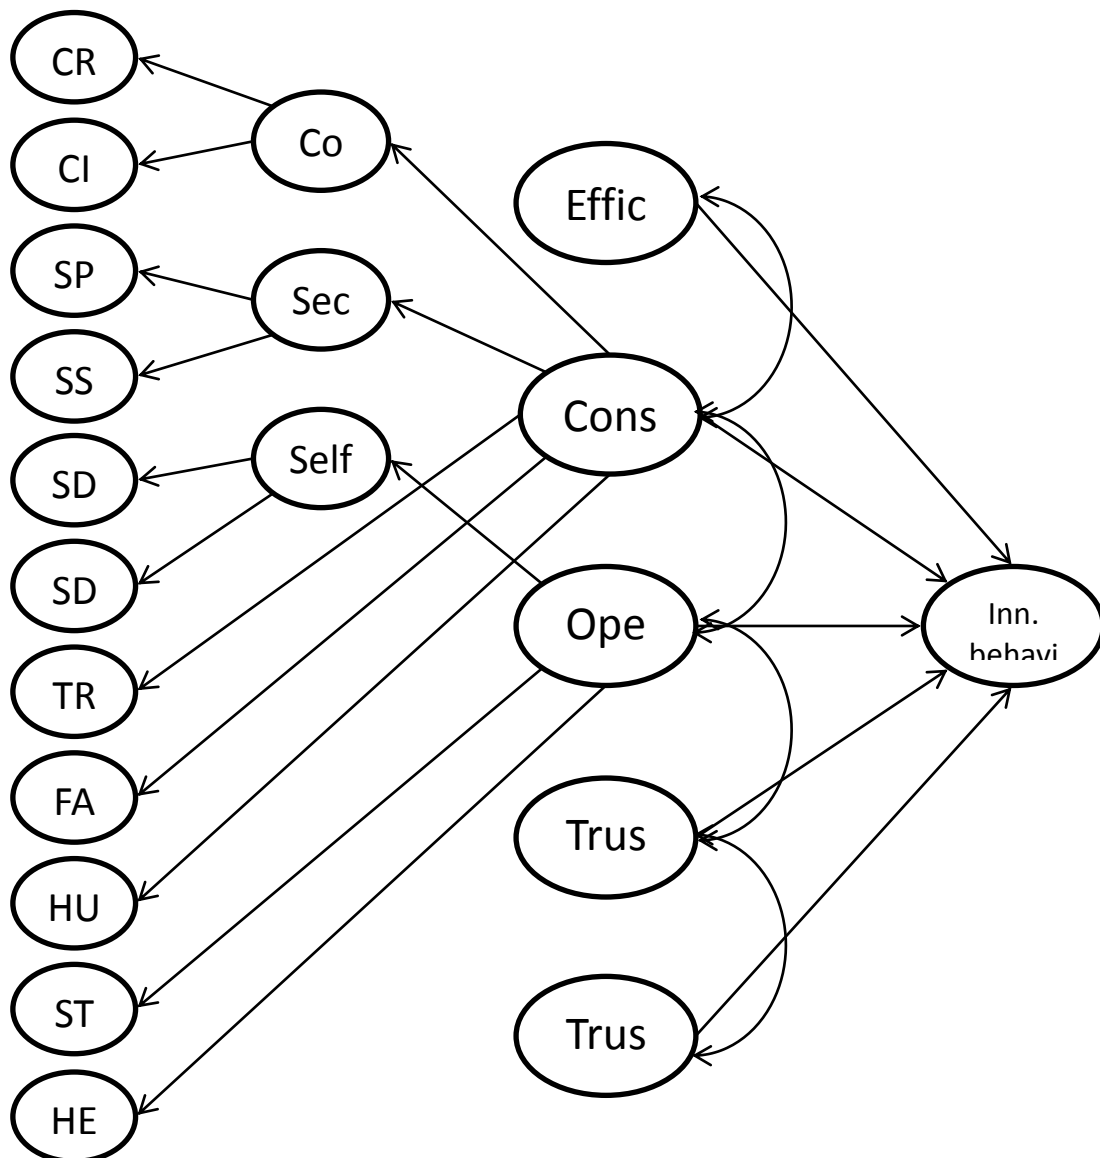 CR
CI
SP
SS
SD
SD
TR
FA
HU
ST
HE
Co
Sec
Self
Effic
Cons
Ope
Trus
Trus
Inn.
behavi